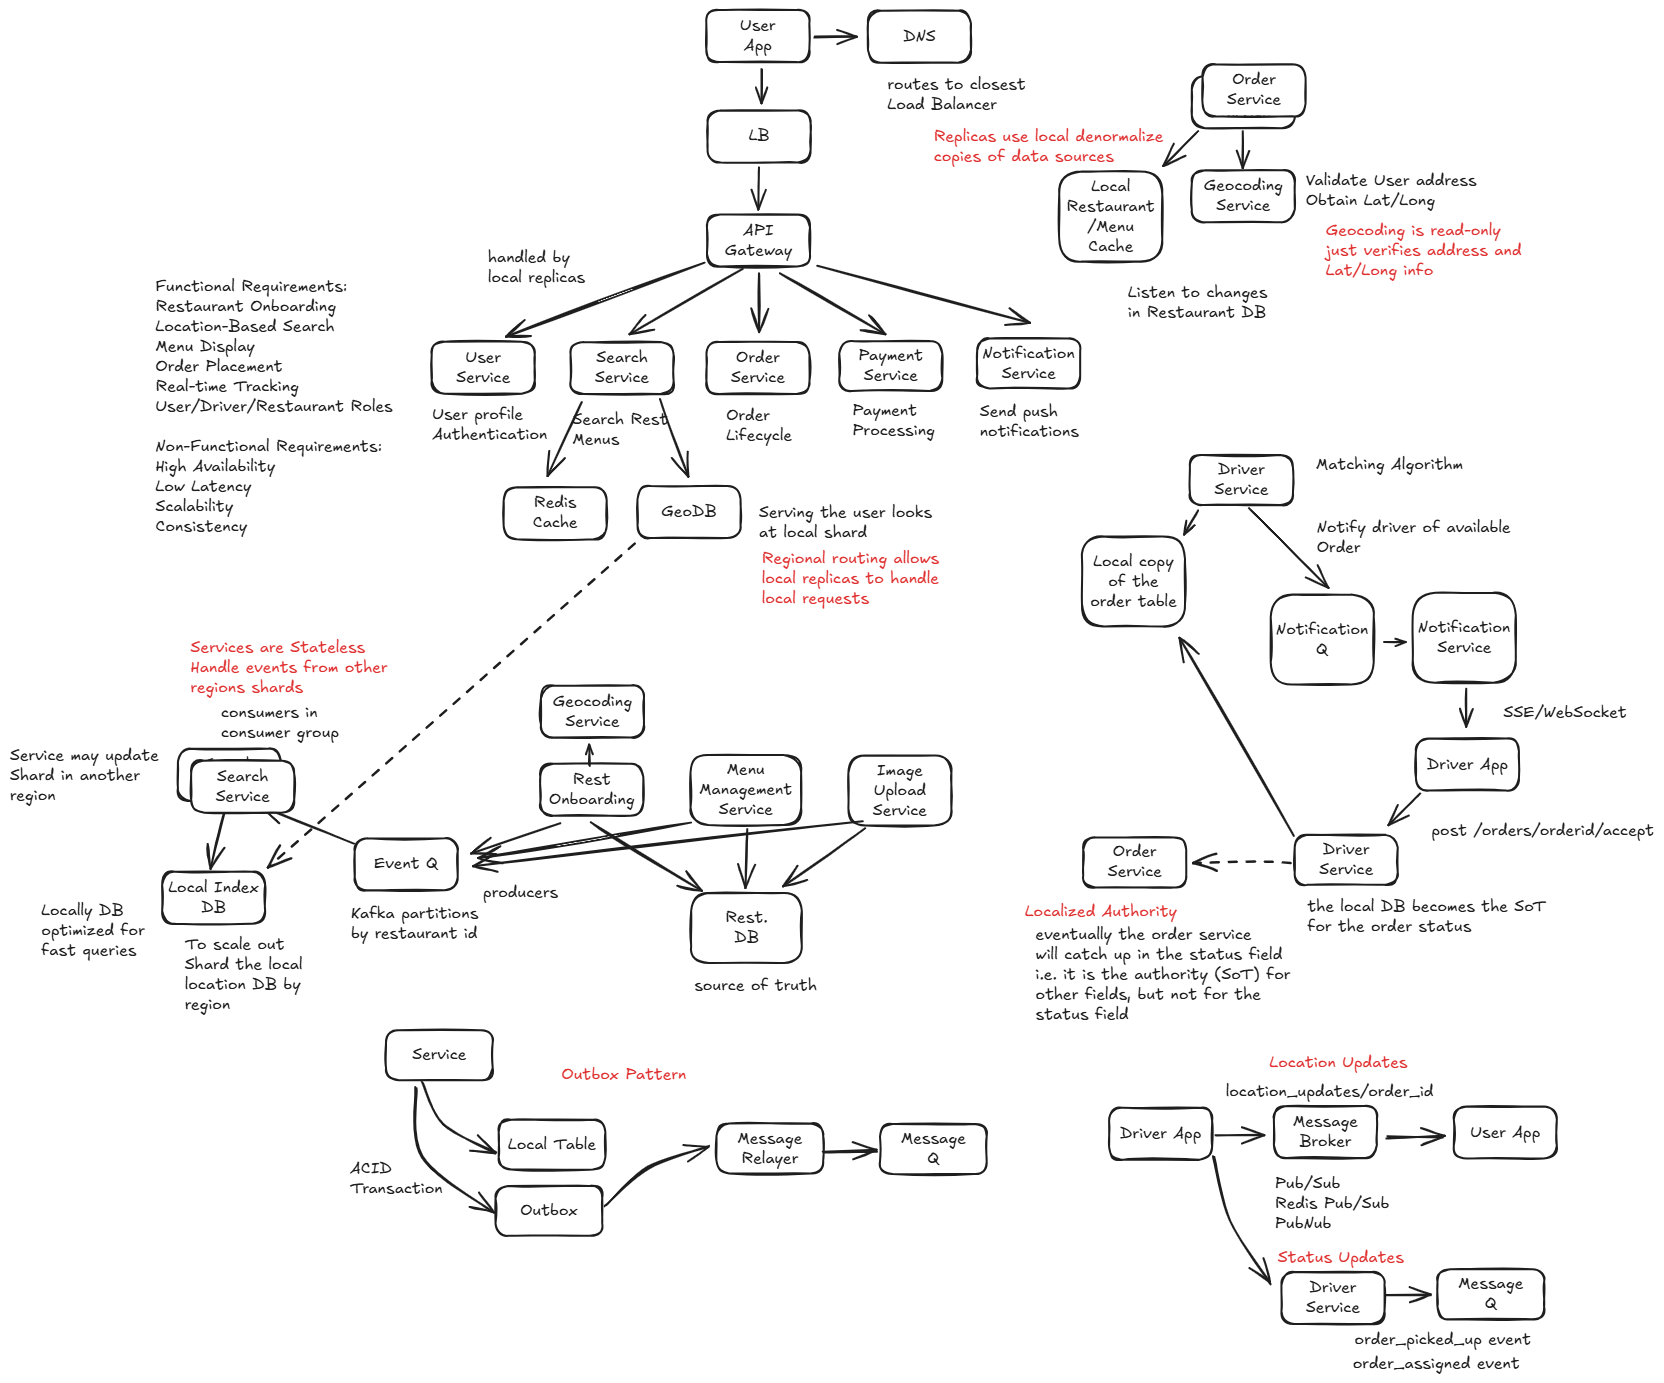 User
App
DNS
routes to closest
Load Balancer
LB
API
Gateway
handled by
local replicas
Order
Service
Replicas use local denormalize
copies of data sources
Local
Restaurant
/Menu
Cache
Geocoding
Service
Validate User address
Obtain Lat/Long
Geocoding is read-only
just verifies address and
Lat/Long info
Listen to changes
in Restaurant DB
Functional Requirements:
Restaurant Onboarding
Location-Based Search
Menu Display
Order Placement
Real-time Tracking
User/Driver/Restaurant Roles
Non-Functional Requirements:
High Availability
Low Latency
Scalability
Consistency
User
Service
User profile
Authentication
Search
Service
Search Rest
Menus
Order
Service
Order
Lifecycle
Payment
Service
Payment
Processing
Notification
Service
Send push
notifications
Redis
Cache
GeoDB
Serving the user looks
at local shard
Regional routing allows
local replicas to handle
local requests
Driver
Service
Matching Algorithm
Notify driver of available
Order
Local copy
of the
order table
Notification
Q
Notification
Service
SSE/WebSocket
Driver App
post /orders/orderid/accept
Driver
Service
the local DB becomes the SoT
for the order status
Order
Service
Localized Authority
eventually the order service
will catch up in the status field
i.e. it is the authority (SoT) for
other fields, but not for the
status field
Services are Stateless
Handle events from other
regions shards
consumers in
consumer group
Service may update
Shard in another
region
Search
Service
Local Index
DB
Locally DB
optimized for
fast queries
To scale out
Shard the local
location DB by
region
Event Q
Kafka partitions
by restaurant id
producers
Geocoding
Service
Rest
Onboarding
Menu
Management
Service
Image
Upload
Service
Rest.
DB
source of truth
Service
Outbox Pattern
Local Table
ACID
Transaction
Outbox
Message
Relayer
Message
Q
Location Updates
location_updates/order_id
Driver App
Message
Broker
User App
Pub/Sub
Redis Pub/Sub
PubNub
Status Updates
Driver
Service
Message
Q
order_picked_up event
order_assigned event